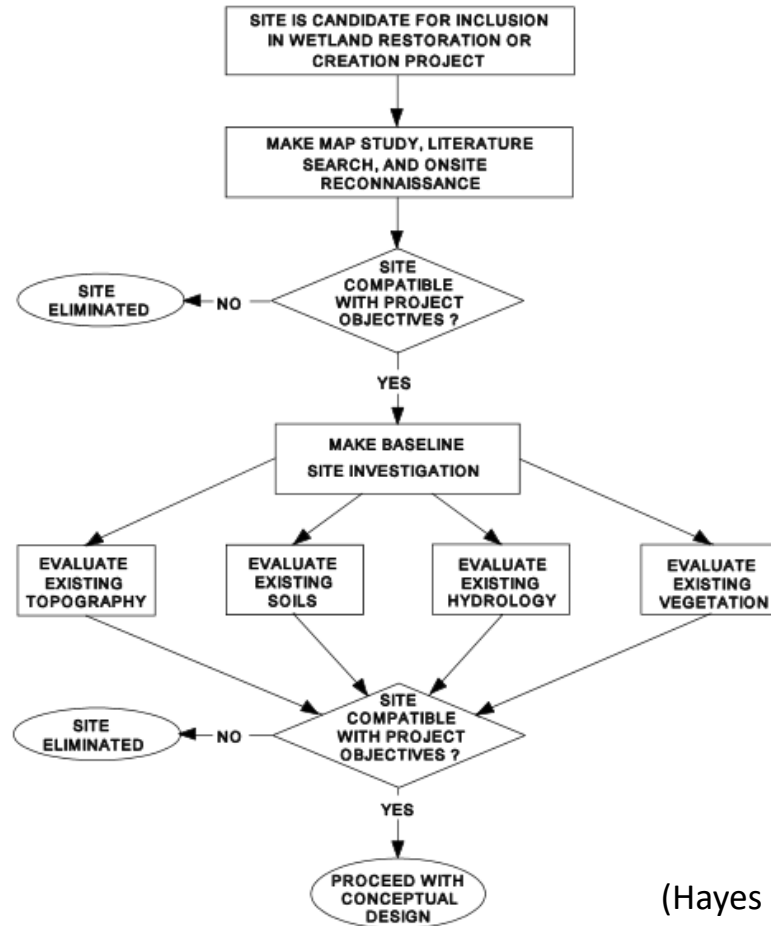 SITE IS CANDIDATE FOR INCLUSION
IN WETLAND RESTORATION OR
CREATION PROJECT
MAKE MAP STUDY, LITERATURE
SEARCH, AND ONSITE
RECONNAISSANCE
SITE
COMPATIBLE
WITH PROJECT
OBJECTIVES ?
NO
SITE
ELIMINATED
YES
MAKE BASELINE
SITE INVESTIGATION
EVALUATE
EXISTING
TOPOGRAPHY
EVALUATE
EXISTING
SOILS
EVALUATE
EXISTING
HYDROLOGY
EVALUATE
EXISTING
VEGETATION
SITE
COMPATIBLE
WITH PROJECT
OBJECTIVES ?
NO
SITE
ELIMINATED
YES
PROCEED WITH
CONCEPTUAL
DESIGN
(Hayes